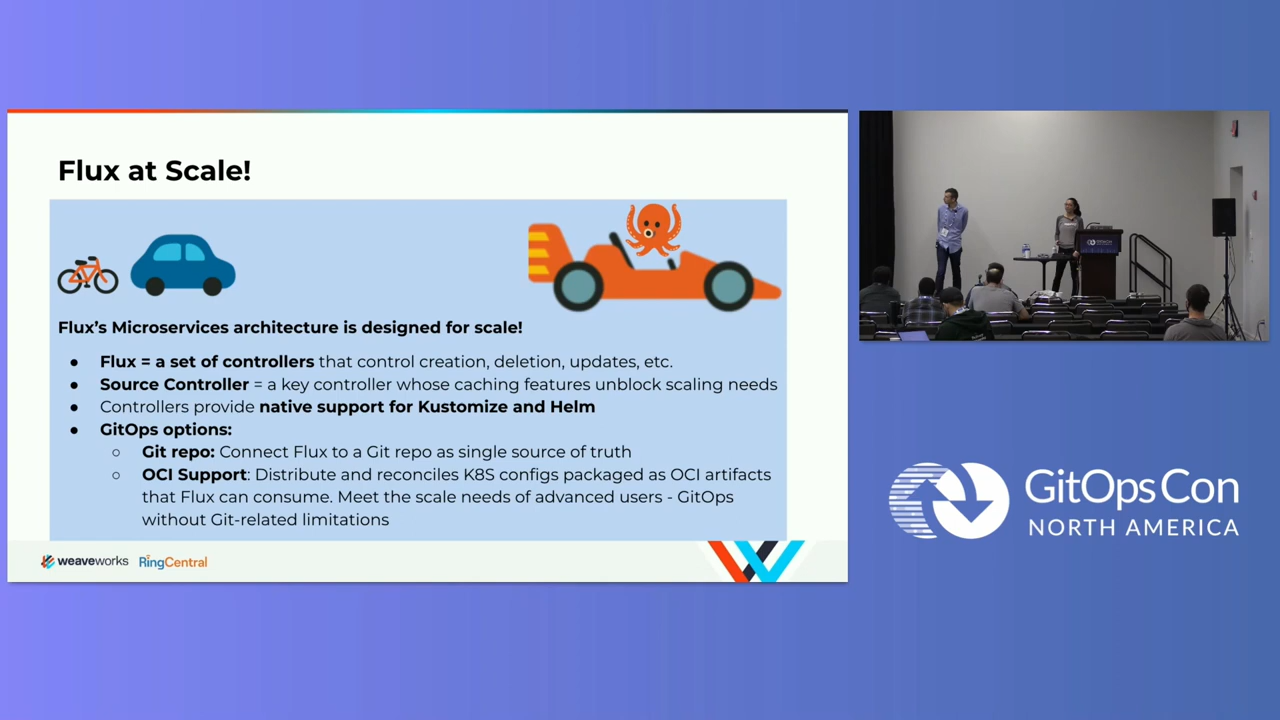 Flux at Scale!
Flux's Microservices architecture is designed for scale!
● Flux = a set of controllers that control creation, deletion, updates, etc.
● Source Controller = a key controller whose caching features unblock scaling needs
● Controllers provide native support for Kustomize and Helm
● GitOps options:
○ Git repo: Connect Flux to a Git repo as single source of truth
○ OCI Support: Distribute and reconciles K8S configs packaged as OCI artifacts
that Flux can consume. Meet the scale needs of advanced users - GitOps
without Git-related limitations
weaveworks RingCentral
GitOpsCon
NORTH AMERICA